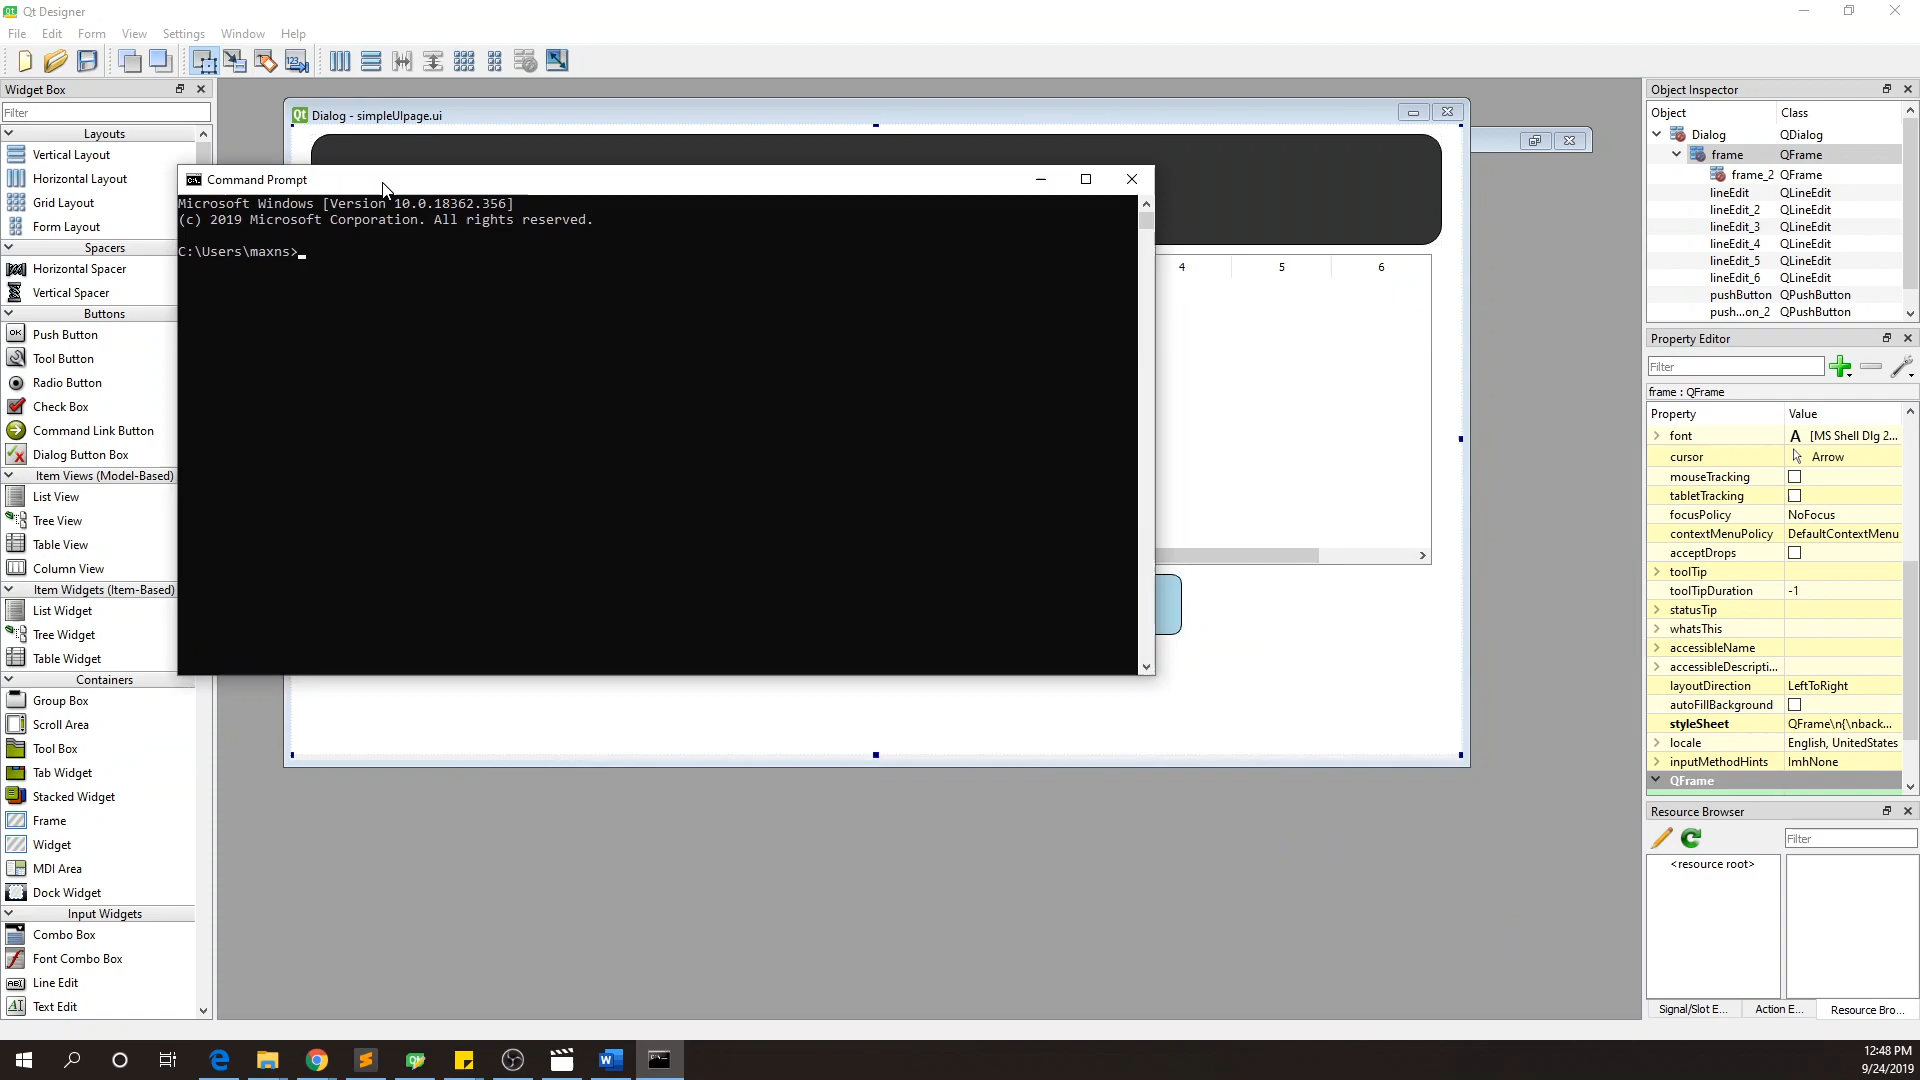 Qt Designer
File Edit Form View Settings Window Help
Widget Box
Filter
Layouts
Vertical Layout
Horizontal Layout
Grid Layout
Form Layout
Spacers
Horizontal Spacer
Vertical Spacer
Buttons
Push Button
Tool Button
Radio Button
Check Box
Command Link Button
Dialog Button Box
Item Views (Model-Based)
List View
Tree View
Table View
Column View
Item Widgets (Item-Based)
List Widget
Tree Widget
Table Widget
Containers
Group Box
Scroll Area
Tool Box
Tab Widget
Stacked Widget
Frame
Widget
MDI Area
Dock Widget
Input Widgets
Combo Box
Font Combo Box
Line Edit
Text Edit
Qt Dialog - simpleUIpage.ui
Command Prompt
Microsoft Windows [Version 10.0.18362.356]
(c) 2019 Microsoft Corporation. All rights reserved.
C:\Users\maxns>
4 5 6
Object Inspector
Object Class
Dialog QDialog
frame QFrame
frame_2 QFrame
lineEdit QLineEdit
lineEdit_2 QLineEdit
lineEdit_3 QLineEdit
lineEdit_4 QLineEdit
lineEdit_5 QLineEdit
lineEdit_6 QLineEdit
pushButton QPushButton
push...on_2 QPushButton
Property Editor
Filter
frame : QFrame
Property Value
font A [MS Shell Dlg 2...
cursor Arrow
mouseTracking
tabletTracking
focusPolicy NoFocus
contextMenuPolicy DefaultContextMenu
acceptDrops
toolTip
toolTipDuration -1
statusTip
whatsThis
accessibleName
accessibleDescripti...
layoutDirection LeftToRight
autoFillBackground
styleSheet QFrame\n{\nback...
locale English, UnitedStates
inputMethodHints ImhNone
QFrame
Resource Browser
Filter
<resource root>
Signal/Slot E... Action E... Resource Bro...
12:48 PM
9/24/2019